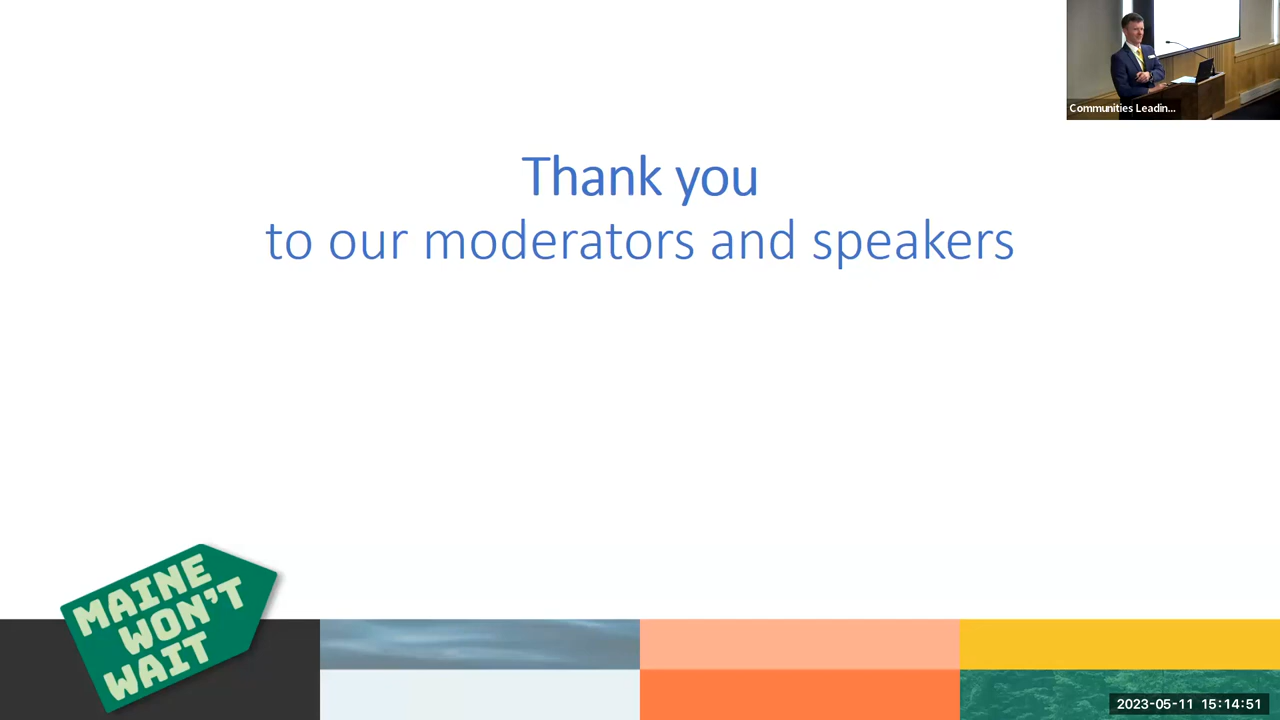 Communities Leadin...
Thank you
to our moderators and speakers
MAINE
WON'T
WAIT
2023-05-11 15:14:51